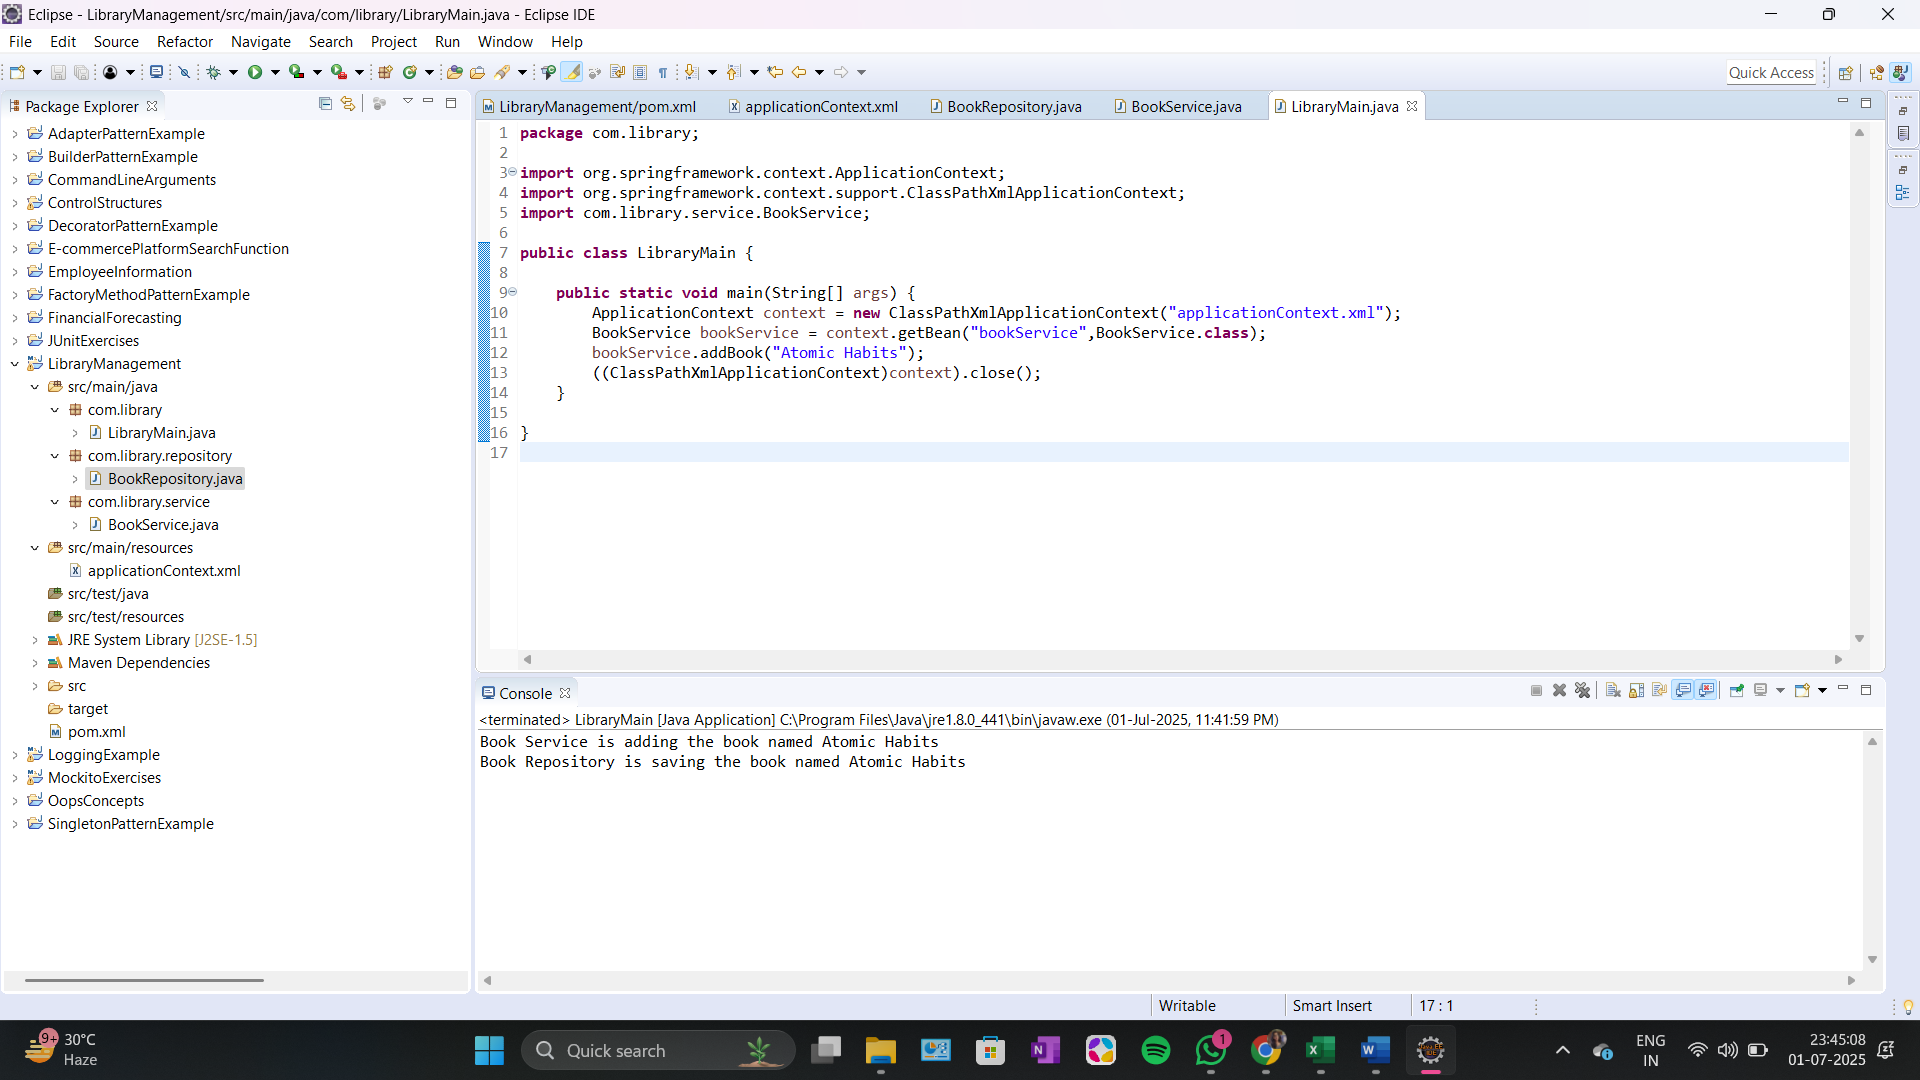 Eclipse - LibraryManagement/src/main/java/com/library/LibraryMain.java - Eclipse IDE
File Edit Source Refactor Navigate Search Project Run Window Help
Quick Access
Package Explorer
AdapterPatternExample
BuilderPatternExample
CommandLineArguments
ControlStructures
DecoratorPatternExample
E-commercePlatformSearchFunction
EmployeeInformation
FactoryMethodPatternExample
FinancialForecasting
JUnitExercises
LibraryManagement
src/main/java
com.library
LibraryMain.java
com.library.repository
BookRepository.java
com.library.service
BookService.java
src/main/resources
applicationContext.xml
src/test/java
src/test/resources
JRE System Library [J2SE-1.5]
Maven Dependencies
src
target
pom.xml
LoggingExample
MockitoExercises
OopsConcepts
SingletonPatternExample
LibraryManagement/pom.xml applicationContext.xml BookRepository.java BookService.java LibraryMain.java
1 package com.library;
2
3 import org.springframework.context.ApplicationContext;
4 import org.springframework.context.support.ClassPathXmlApplicationContext;
5 import com.library.service.BookService;
6
7 public class LibraryMain {
8
9 public static void main(String[] args) {
10 ApplicationContext context = new ClassPathXmlApplicationContext("applicationContext.xml");
11 BookService bookService = context.getBean("bookService",BookService.class);
12 bookService.addBook("Atomic Habits");
13 ((ClassPathXmlApplicationContext)context).close();
14 }
15
16 }
17
Console
<terminated> LibraryMain [Java Application] C:\Program Files\Java\jre1.8.0_441\bin\javaw.exe (01-Jul-2025, 11:41:59 PM)
Book Service is adding the book named Atomic Habits
Book Repository is saving the book named Atomic Habits
Writable Smart Insert 17 : 1
9+
30°C
Haze
Quick search
1
ENG
IN
23:45:08
01-07-2025